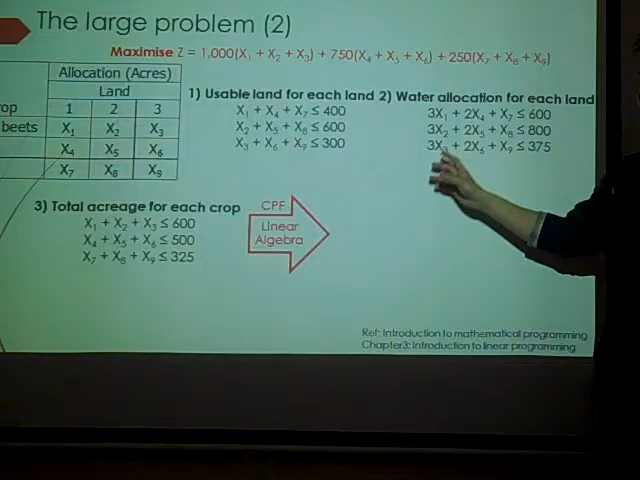 The large problem (2)
Maximise Z = 1,000(X₁ + X₂ + X₃) + 750(X₄ + X₅ + X₆) + 250(X₇ + X₈ + X₉)
Allocation (Acres)
Land
1 2 3
beets X₁ X₂ X₃
X₄ X₅ X₆
X₇ X₈ X₉
1) Usable land for each land
X₁ + X₄ + X₇ ≤ 400
X₂ + X₅ + X₈ ≤ 600
X₃ + X₆ + X₉ ≤ 300
2) Water allocation for each land
3X₁ + 2X₄ + X₇ ≤ 600
3X₂ + 2X₅ + X₈ ≤ 800
3X₃ + 2X₆ + X₉ ≤ 375
3) Total acreage for each crop
X₁ + X₂ + X₃ ≤ 600
X₄ + X₅ + X₆ ≤ 500
X₇ + X₈ + X₉ ≤ 325
CPF
Linear
Algebra
Ref: Introduction to mathematical programming
Chapter3: Introduction to linear programming